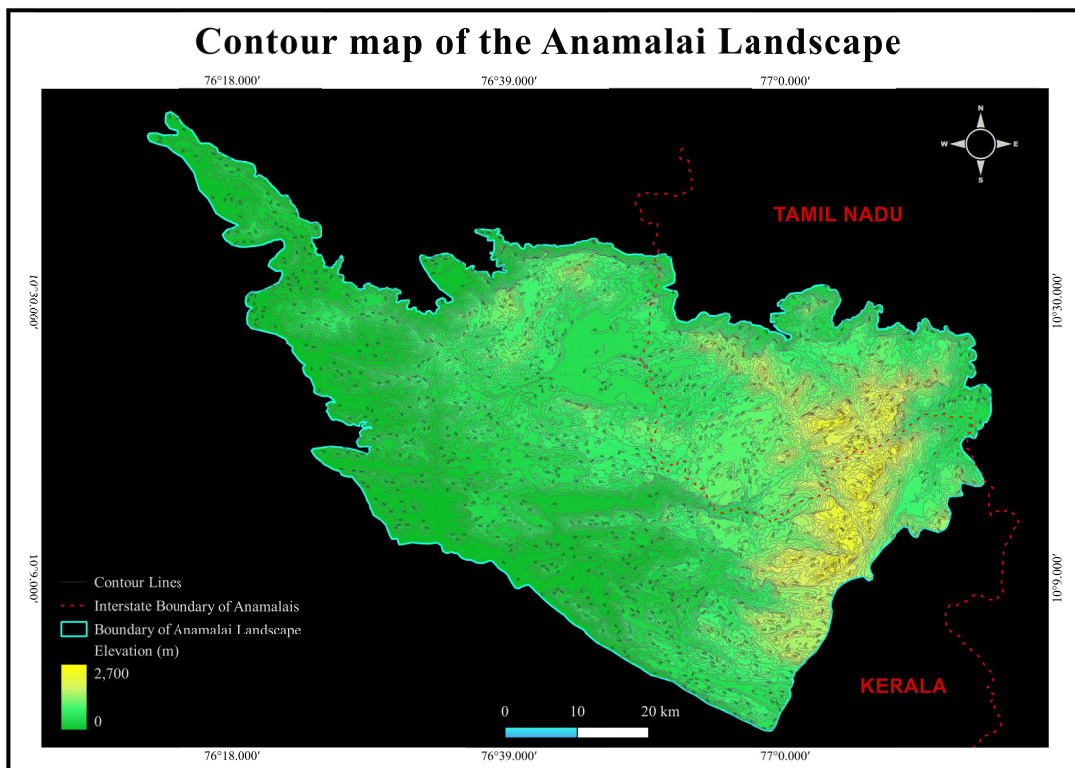 Contour map of the Anamalai Landscape
76°18.000′ 76°39.000′ 77°0.000′
N
W E
S
TAMIL NADU
10°30.000′ 10°30.000′
10°9.000′ 10°9.000′
Contour Lines
Interstate Boundary of Anamalais
Boundary of Anamalai Landscape
Elevation (m)
2,700
0
KERALA
0 10 20 km
76°18.000′ 76°39.000′ 77°0.000′